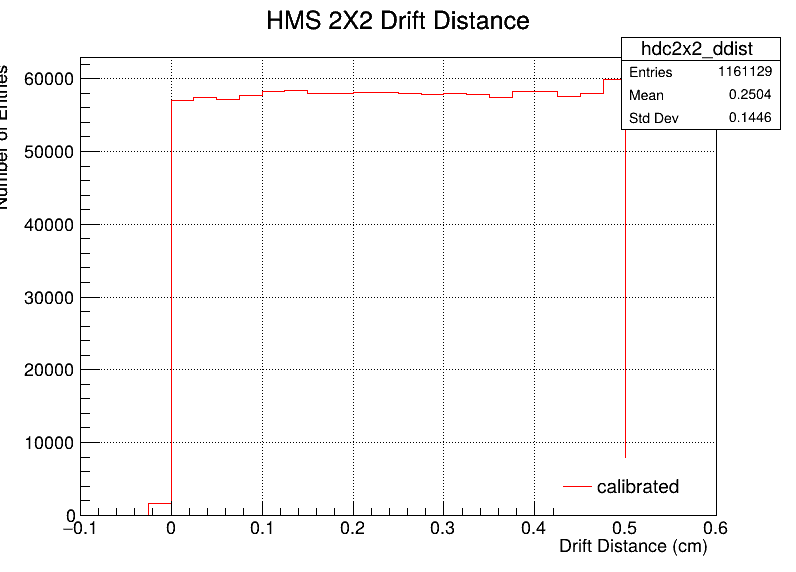 HMS 2X2 Drift Distance
hdc2x2_ddist
Entries 1161129
Mean 0.2504
Std Dev 0.1446
Number of Entries
60000
50000
40000
30000
20000
10000
0
−0.1 0 0.1 0.2 0.3 0.4 0.5 0.6
Drift Distance (cm)
calibrated